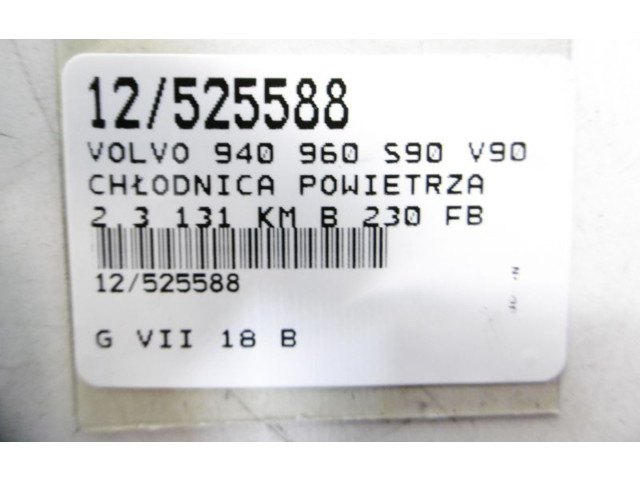 12/525588
VOLVO 940 960 S90 V90
CHŁODNICA POWIETRZA
2.3 131 KM B 230 FB
12/525588
G VII 18 B